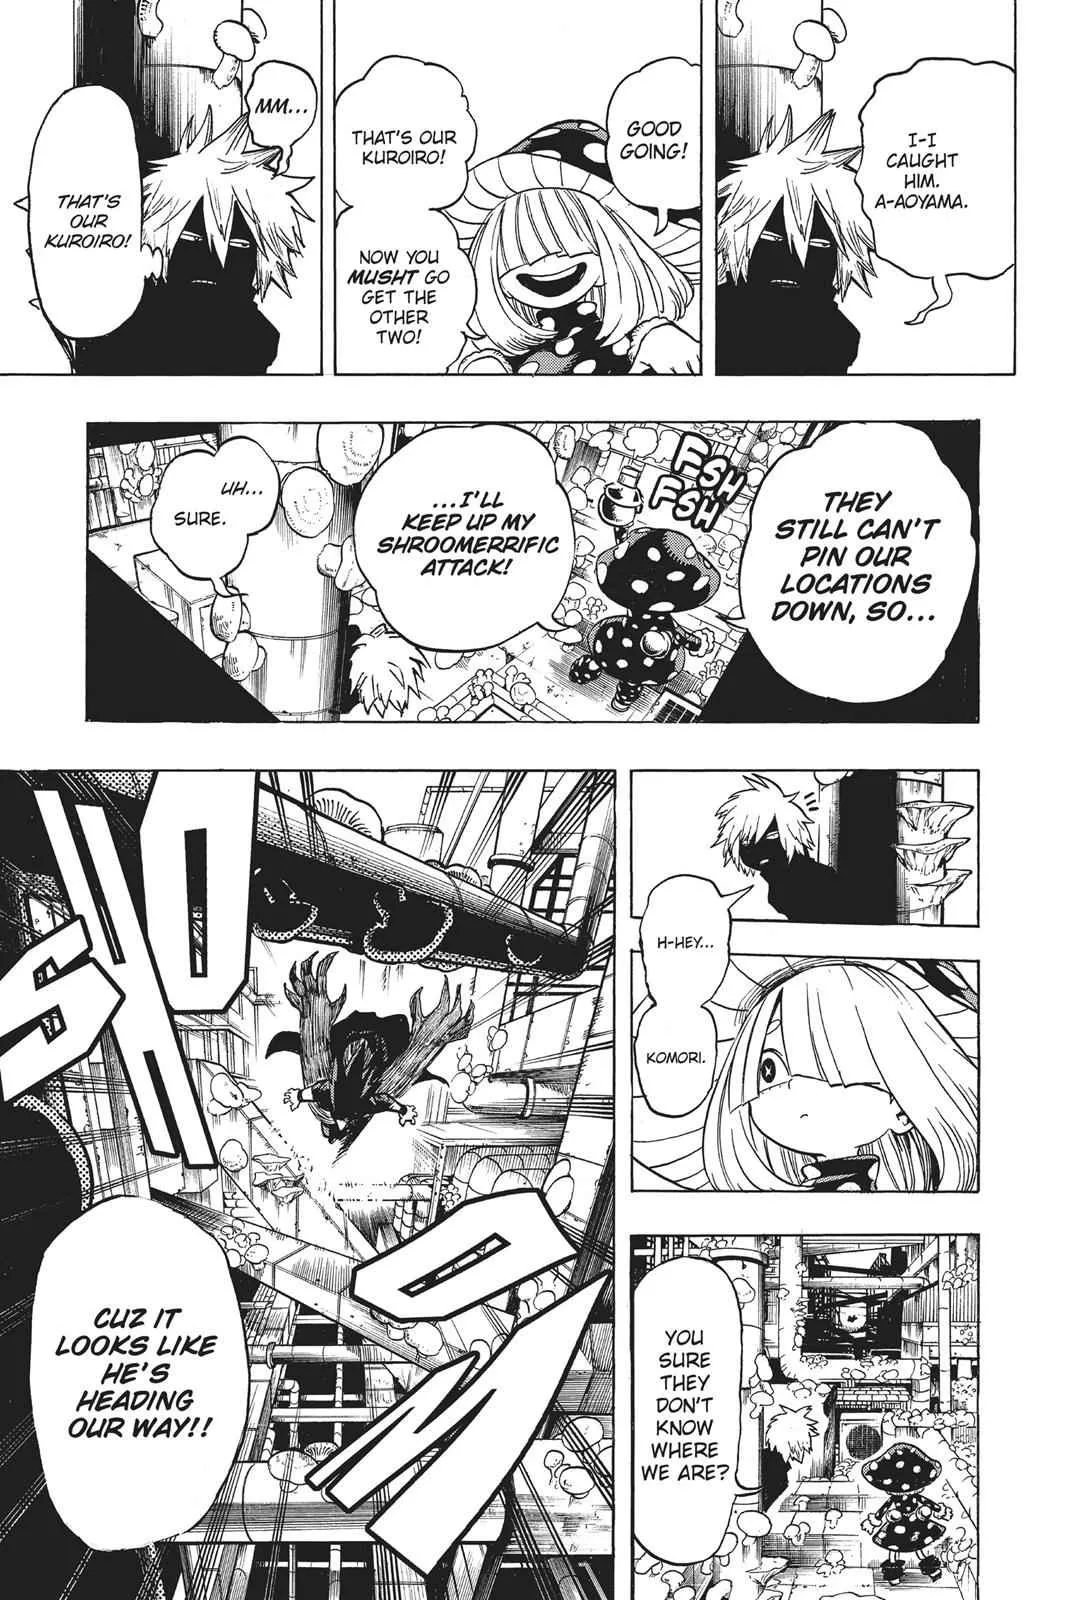 I-I
CAUGHT
HIM.
A-AOYAMA.
GOOD
GOING!
THAT'S OUR
KUROIRO!
NOW YOU
MUSHT GO
GET THE
OTHER
TWO!
MM...
THAT'S
OUR
KUROIRO!
THEY
STILL CAN'T
PIN OUR
LOCATIONS
DOWN, SO...
FSH
FSH
...I'LL
KEEP UP MY
SHROOMERRIFIC
ATTACK!
UH...
SURE.
H-HEY...
KOMORI.
YOU
SURE
THEY
DON'T
KNOW
WHERE
WE ARE?
SHOOM
CUZ IT
LOOKS LIKE
HE'S
HEADING
OUR WAY!!